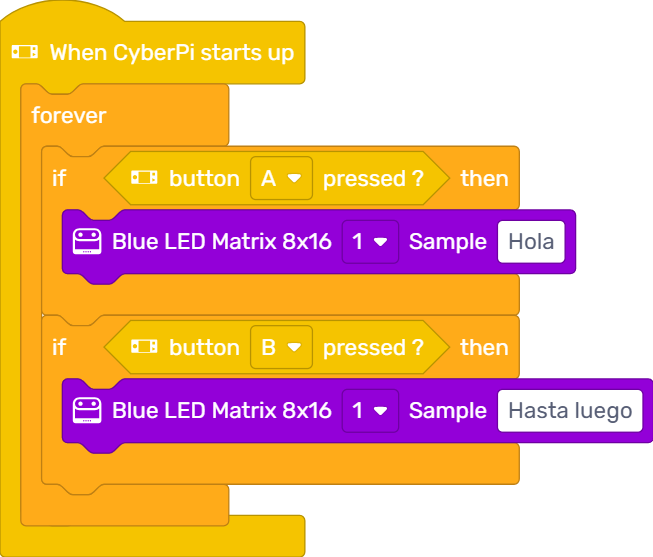 When CyberPi starts up
forever
if button A pressed ? then
Blue LED Matrix 8x16 1 Sample Hola
if button B pressed ? then
Blue LED Matrix 8x16 1 Sample Hasta luego